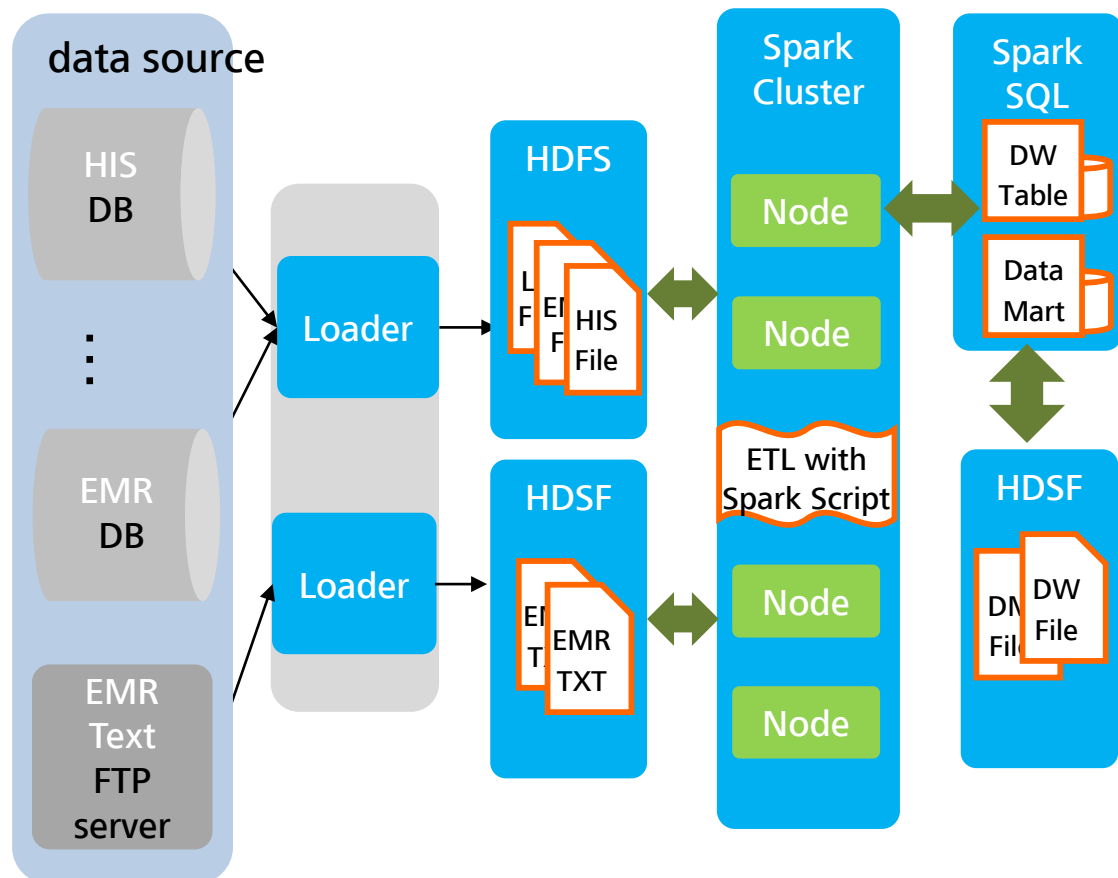 data source
HIS
DB
EMR
DB
EMR
Text
FTP
server
Loader
Loader
HDFS
HIS
File
HDSF
EMR
TXT
Spark
Cluster
Node
Node
ETL with
Spark Script
Node
Node
Spark
SQL
DW
Table
Data
Mart
HDSF
DW
File